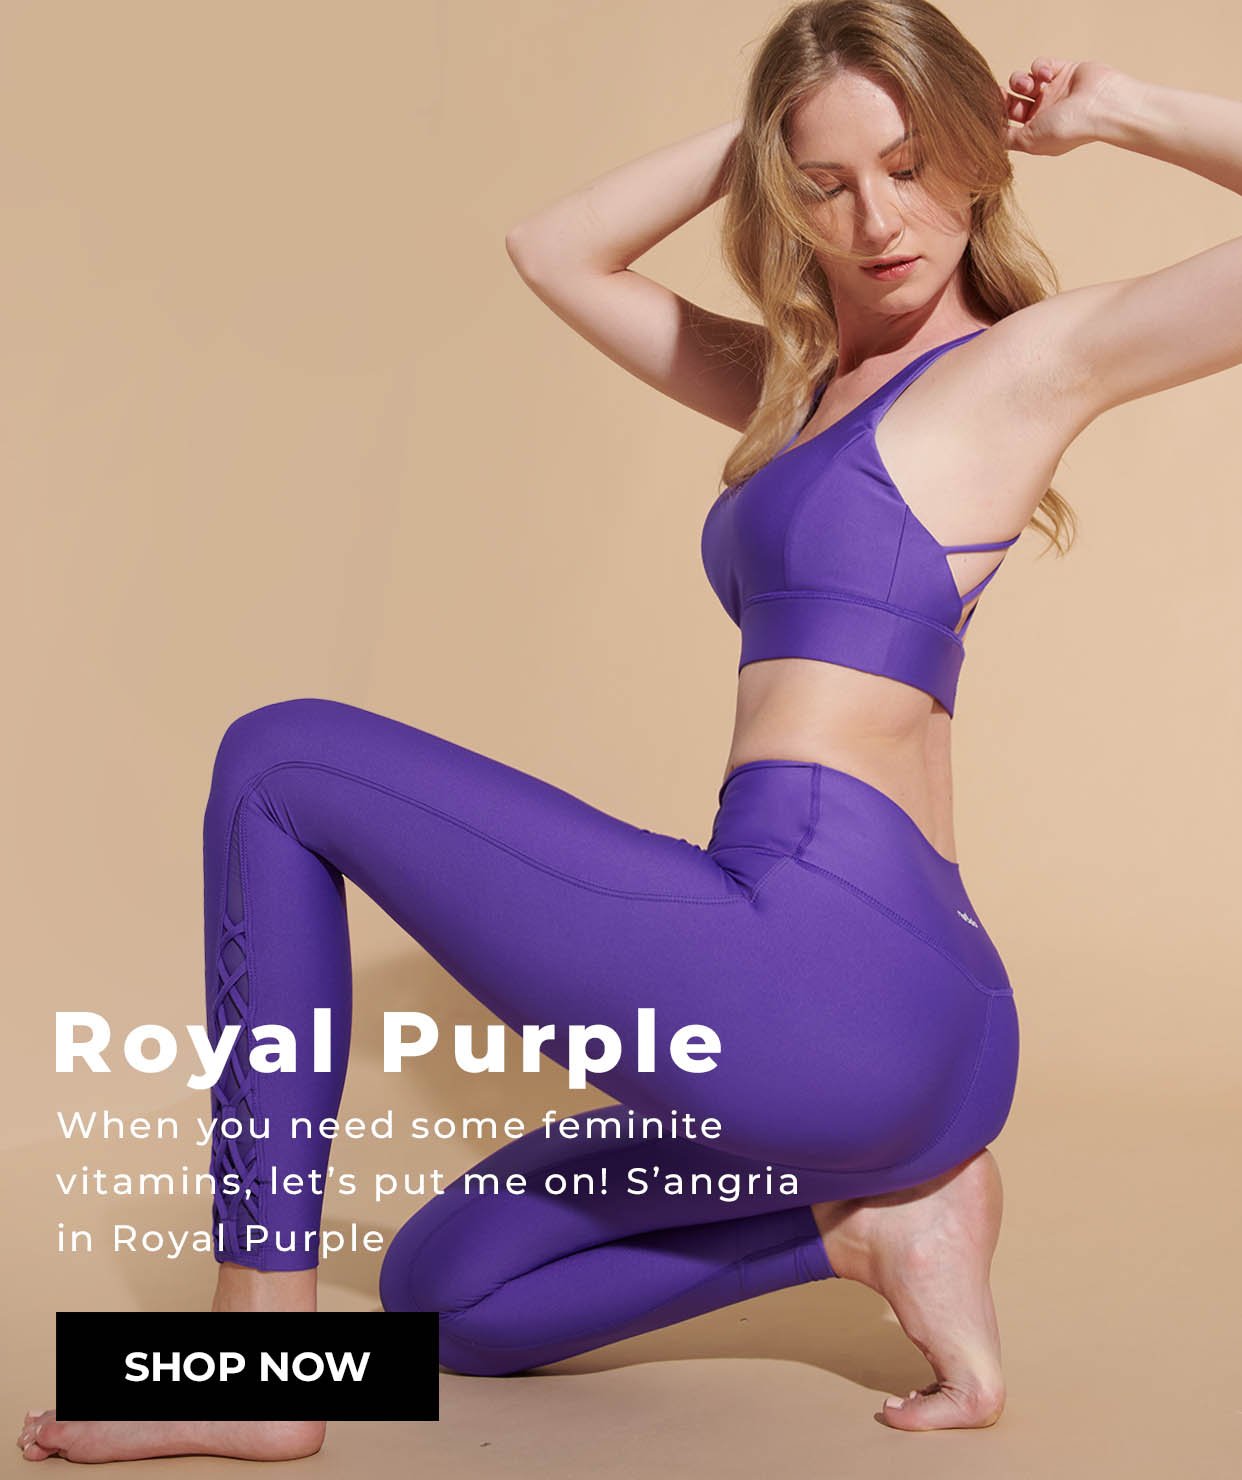 Royal Purple
When you need some feminite
vitamins, let’s put me on! S’angria
in Royal Purple
SHOP NOW